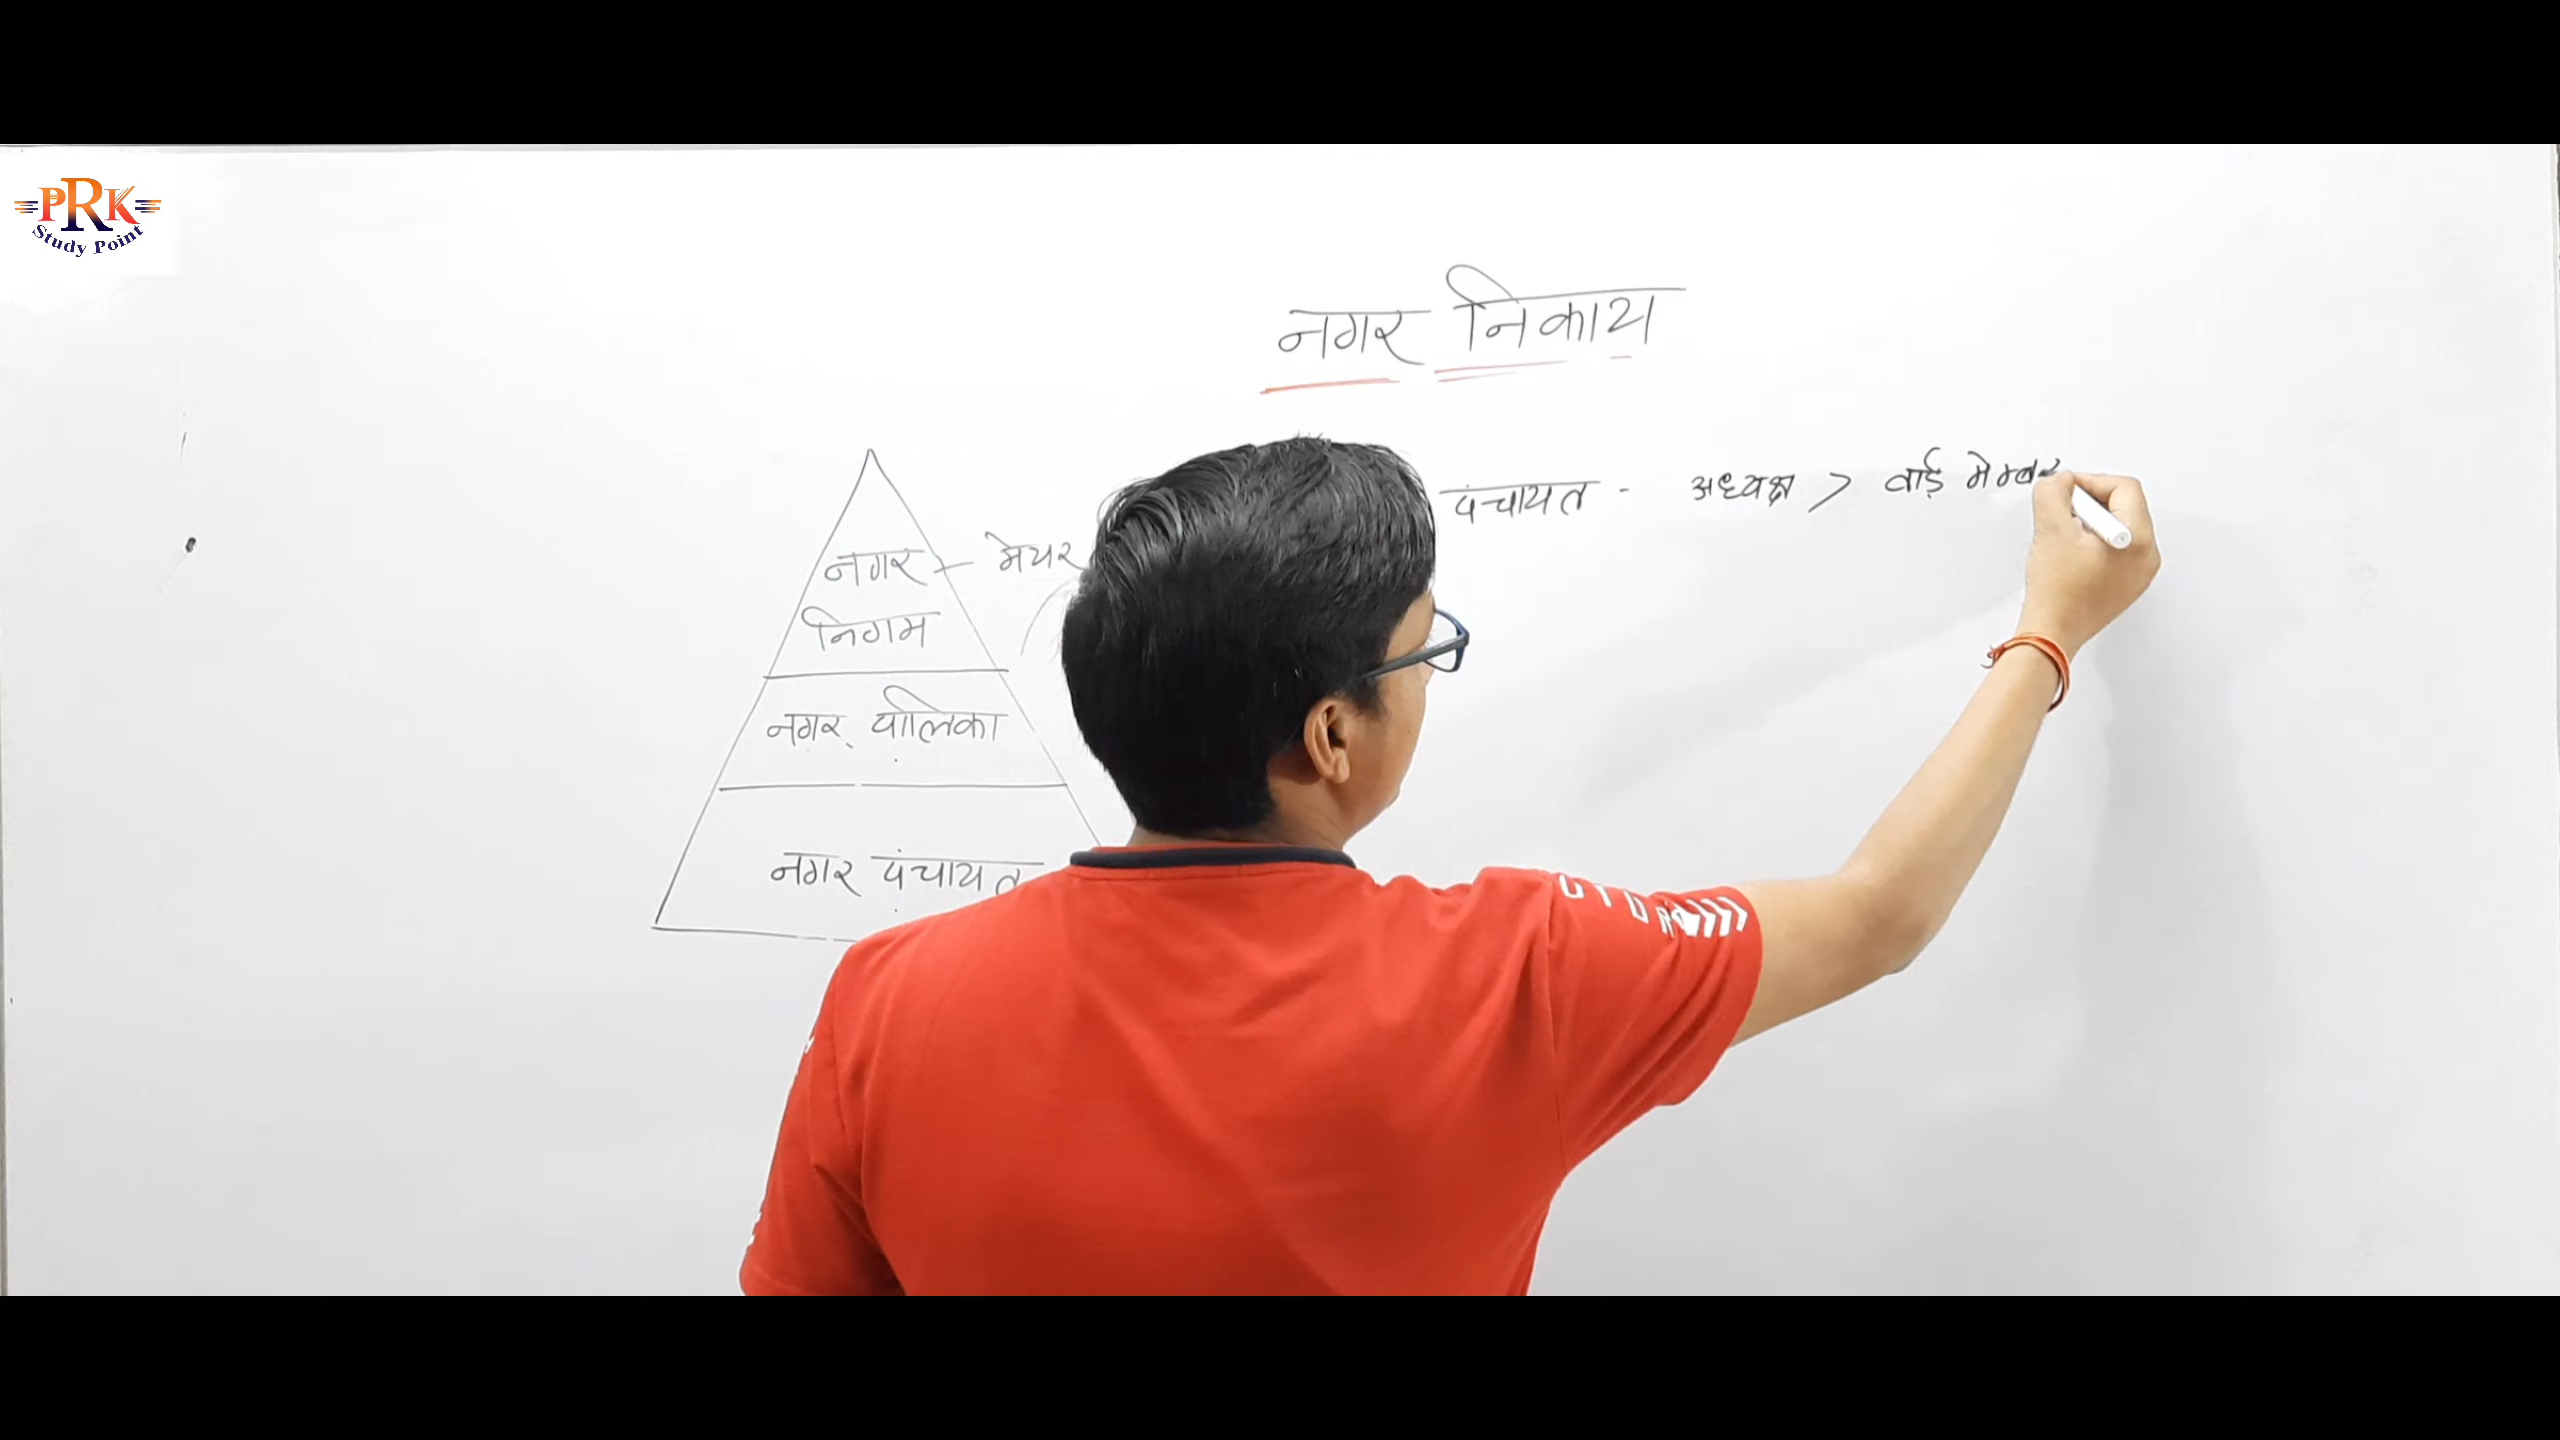 PRK
Study Point
नगर निकाय
पंचायत - अध्यक्ष > वार्ड मेम्बर
नगर - मेयर
निगम
नगर पालिका
नगर पंचायत